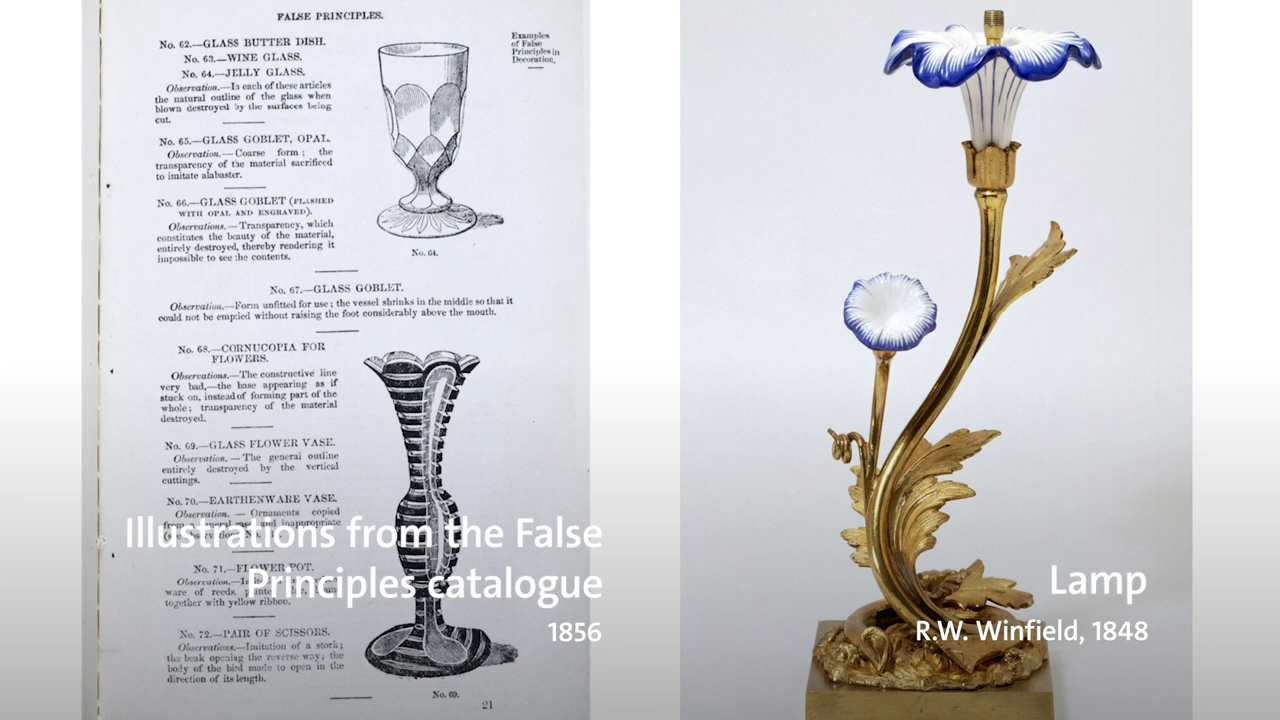 FALSE PRINCIPLES.
No. 62.—GLASS BUTTER DISH.
No. 63.—WINE GLASS.
No. 64.—JELLY GLASS.
Observation.—In each of these articles
the natural outline of the glass when
blown destroyed by the surfaces being
cut.
No. 65.—GLASS GOBLET, OPAL.
Observation.—Coarse form; the
transparency of the material sacrificed
to imitate alabaster.
No. 66.—GLASS GOBLET (FLASHED
WITH OPAL AND ENGRAVED).
Observations.—Transparency, which
constitutes the beauty of the material,
entirely destroyed, thereby rendering it
impossible to see the contents.
Examples
of False
Principles in
Decoration.
No. 64.
No. 67.—GLASS GOBLET.
Observation.—Form unfitted for use; the vessel shrinks in the middle so that it
could not be emptied without raising the foot considerably above the mouth.
No. 68.—CORNUCOPIA FOR
FLOWERS.
Observation.—The constructive line
very bad,—the base appearing as if
stuck on, instead of forming part of the
whole; transparency of the material
destroyed.
No. 69.—GLASS FLOWER VASE.
Observation.—The general outline
entirely destroyed by the vertical
cuttings.
No. 70.—EARTHENWARE VASE.
Observation.—Ornaments copied
from inappropriate
No. 71.—FLOWER POT.
Observation.—
ware of reeds,
together with yellow ribbon.
No. 72.—PAIR OF SCISSORS.
Observations.—Imitation of a stork;
the beak opening the reverse way; the
body of the bird made to open in the
direction of its length.
No. 69.
21
Illustrations from the False
Principles catalogue
1856
Lamp
R.W. Winfield, 1848